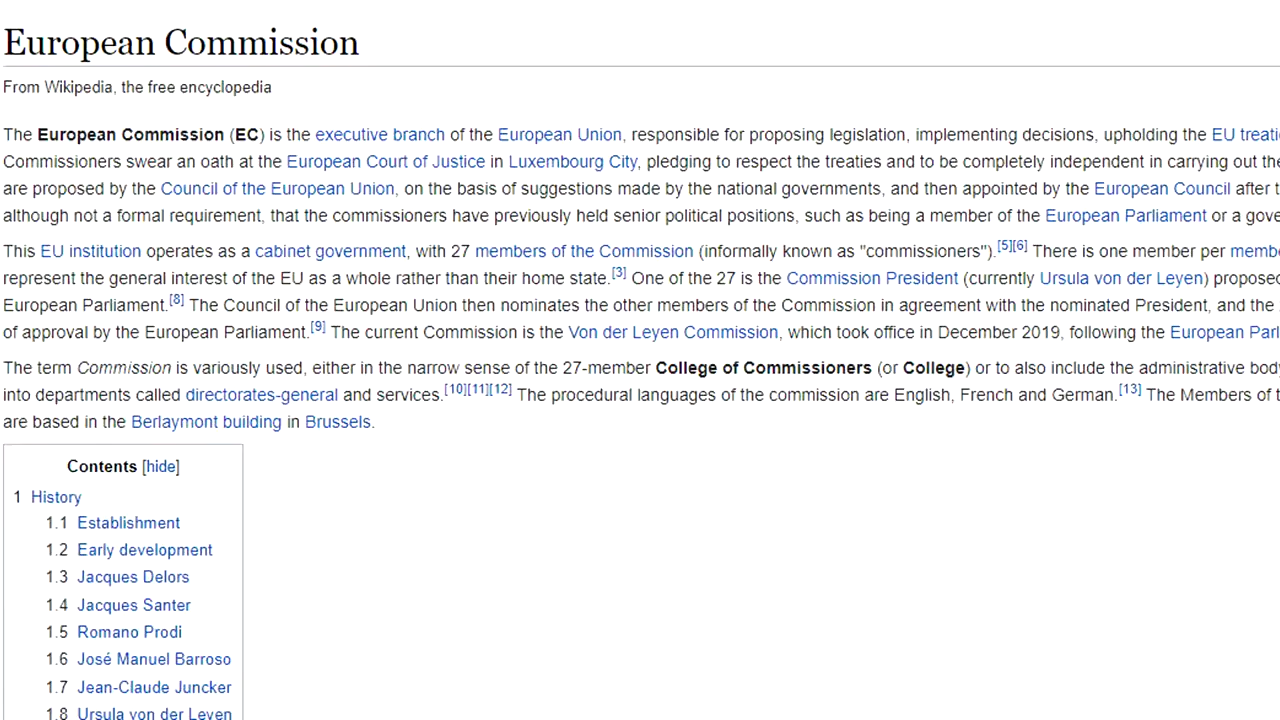 European Commission
From Wikipedia, the free encyclopedia
The European Commission (EC) is the executive branch of the European Union, responsible for proposing legislation, implementing decisions, upholding the EU
Commissioners swear an oath at the European Court of Justice in Luxembourg City, pledging to respect the treaties and to be completely independent in carrying out
are proposed by the Council of the European Union, on the basis of suggestions made by the national governments, and then appointed by the European Council after
although not a formal requirement, that the commissioners have previously held senior political positions, such as being a member of the European Parliament or a
This EU institution operates as a cabinet government, with 27 members of the Commission (informally known as "commissioners").[5][6] There is one member per
represent the general interest of the EU as a whole rather than their home state.[3] One of the 27 is the Commission President (currently Ursula von der Leyen)
European Parliament.[8] The Council of the European Union then nominates the other members of the Commission in agreement with the nominated President, and the
of approval by the European Parliament.[9] The current Commission is the Von der Leyen Commission, which took office in December 2019, following the European
The term Commission is variously used, either in the narrow sense of the 27-member College of Commissioners (or College) or to also include the administrative
into departments called directorates-general and services.[10][11][12] The procedural languages of the commission are English, French and German.[13] The Members of
are based in the Berlaymont building in Brussels.
Contents [hide]
1 History
1.1 Establishment
1.2 Early development
1.3 Jacques Delors
1.4 Jacques Santer
1.5 Romano Prodi
1.6 José Manuel Barroso
1.7 Jean-Claude Juncker
1.8 Ursula von der Leyen